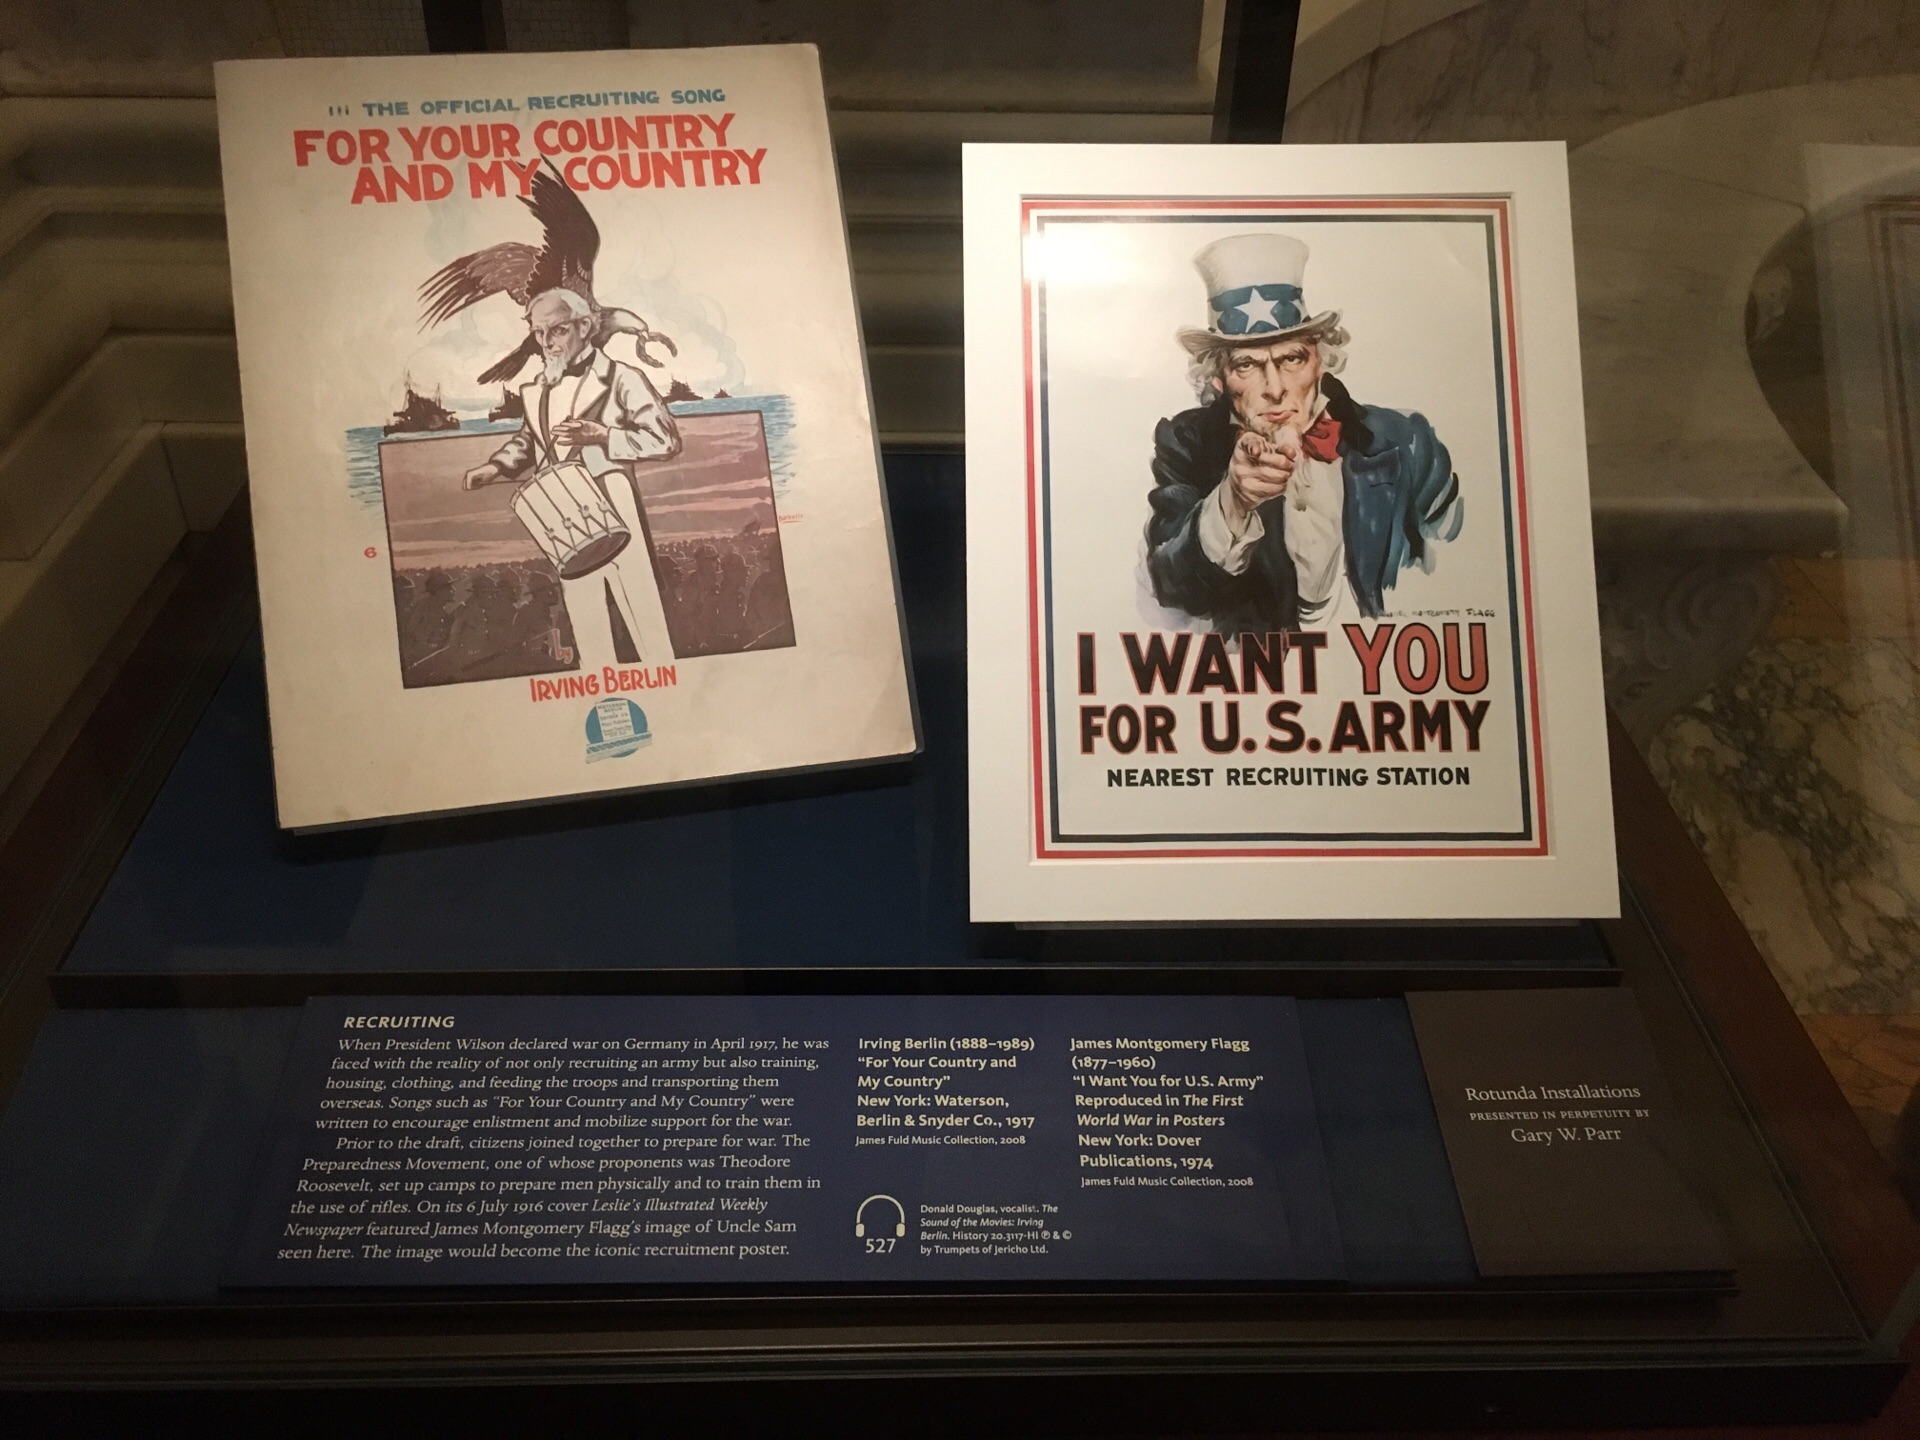 THE OFFICIAL RECRUITING SONG
FOR YOUR COUNTRY
AND MY COUNTRY
6
by
IRVING BERLIN
MONTGOMERY FLAGG
I WANT YOU
FOR U.S. ARMY
NEAREST RECRUITING STATION
RECRUITING
When President Wilson declared war on Germany in April 1917, he was
faced with the reality of not only recruiting an army but also training,
housing, clothing, and feeding the troops and transporting them
overseas. Songs such as “For Your Country and My Country” were
written to encourage enlistment and mobilize support for the war.
Prior to the draft, citizens joined together to prepare for war. The
Preparedness Movement, one of whose proponents was Theodore
Roosevelt, set up camps to prepare men physically and to train them in
the use of rifles. On its 6 July 1916 cover Leslie’s Illustrated Weekly
Newspaper featured James Montgomery Flagg’s image of Uncle Sam
seen here. The image would become the iconic recruitment poster.
Irving Berlin (1888–1989)
“For Your Country and
My Country”
New York: Waterson,
Berlin & Snyder Co., 1917
James Fuld Music Collection, 2008
527
Donald Douglas, vocalist. The
Sound of the Movies: Irving
Berlin. History 20.3117-HI ℗ & ©
by Trumpets of Jericho Ltd.
James Montgomery Flagg
(1877–1960)
“I Want You for U.S. Army”
Reproduced in The First
World War in Posters
New York: Dover
Publications, 1974
James Fuld Music Collection, 2008
Rotunda Installations
PRESENTED IN PERPETUITY BY
Gary W. Parr